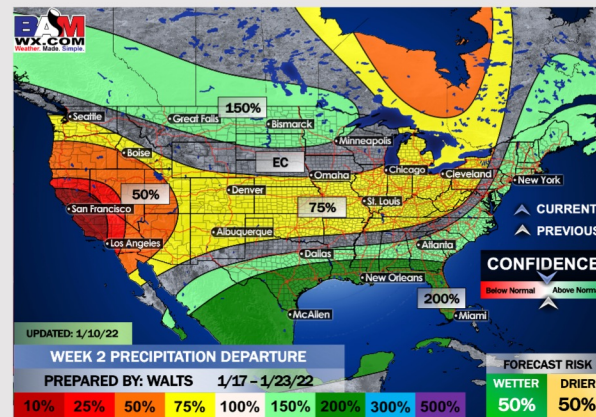 BAM
WX.COM
Weather. Made. Simple.
Seattle
Great Falls
150%
Bismarck
Minneapolis
Boise
EC
Omaha
Chicago
Cleveland
New York
50%
Denver
75%
St. Louis
San Francisco
Los Angeles
Albuquerque
Dallas
Atlanta
New Orleans
McAllen
200%
Miami
CURRENT
PREVIOUS
CONFIDENCE
Below Normal
Above Norm
UPDATED: 1/10/22
WEEK 2 PRECIPITATION DEPARTURE
PREPARED BY: WALTS 1/17 – 1/23/22
10% 25% 50% 75% 100% 150% 200% 300% 500%
FORECAST RISK
WETTER DRIER
50% 50%